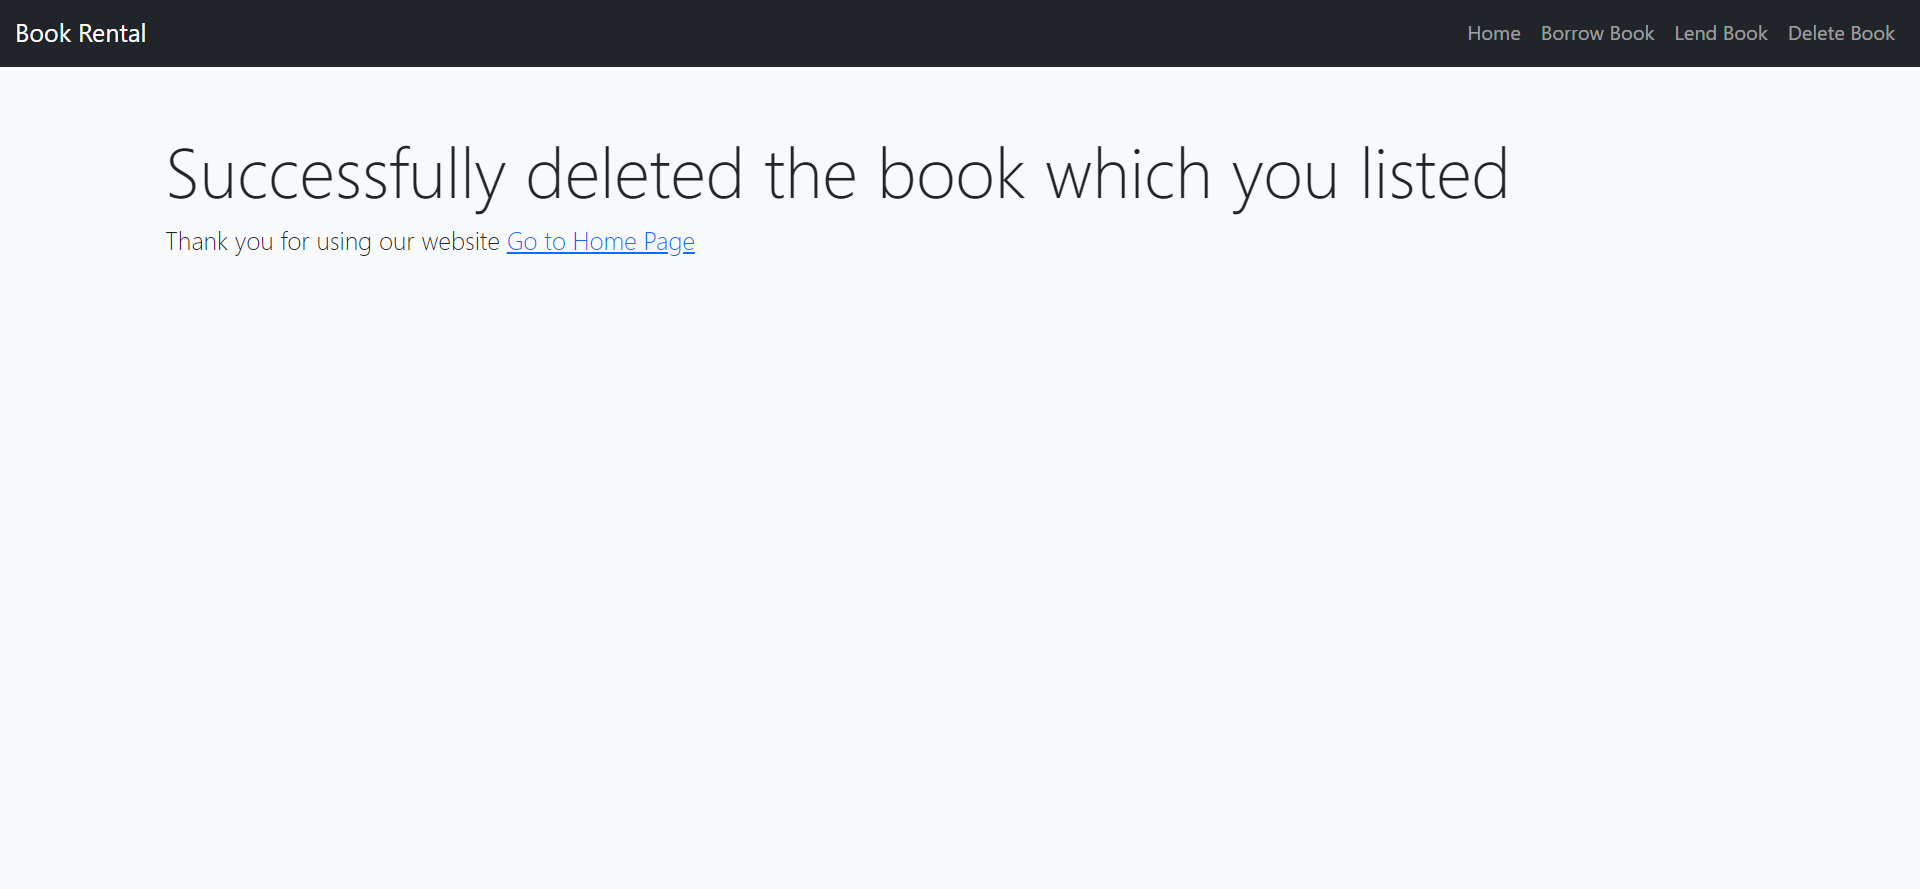 Book Rental
Home Borrow Book Lend Book Delete Book
Successfully deleted the book which you listed
Thank you for using our website Go to Home Page